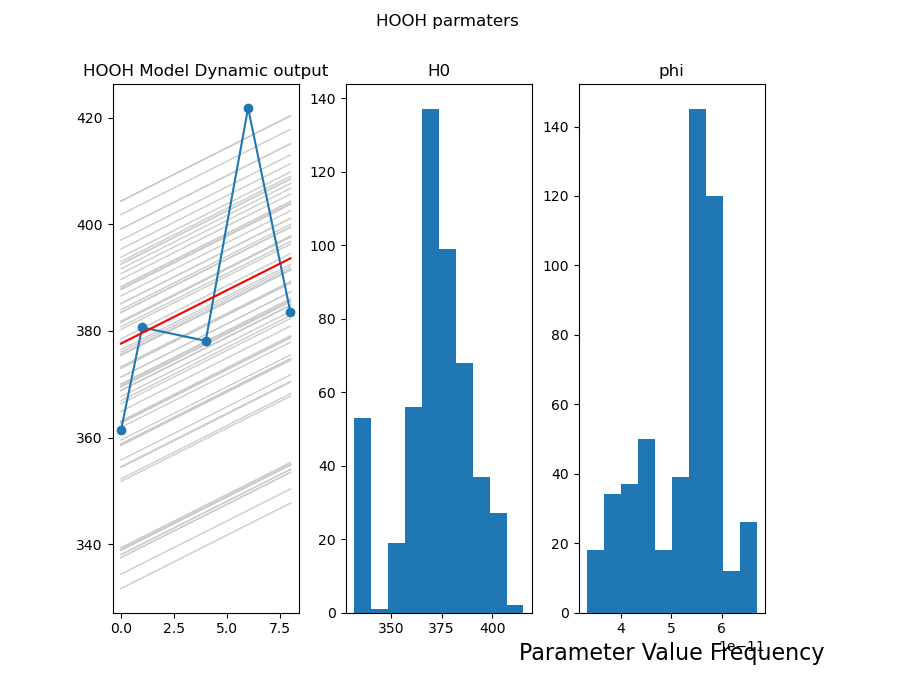 HOOH parmaters
HOOH Model Dynamic output
H0
phi
420
400
380
360
340
0.0 2.5 5.0 7.5
140
120
100
80
60
40
20
0
350 375 400
140
120
100
80
60
40
20
0
4 5 6
1e−11
Parameter Value Frequency